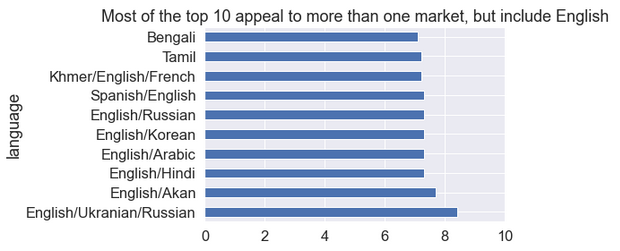 Most of the top 10 appeal to more than one market, but include English
language
Bengali
Tamil
Khmer/English/French
Spanish/English
English/Russian
English/Korean
English/Arabic
English/Hindi
English/Akan
English/Ukranian/Russian
0 2 4 6 8 10